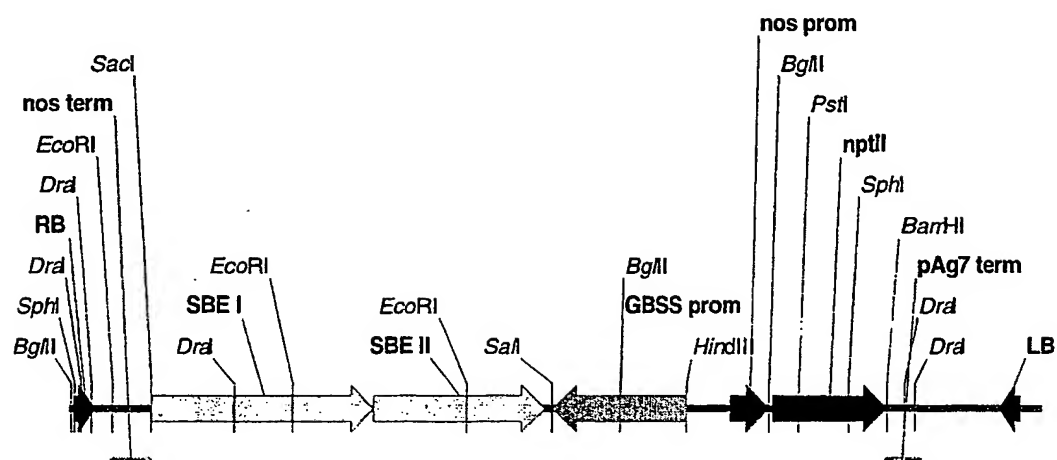 nos prom
SacI
BglII
nos term
PstI
EcoRI
nptII
DraI
SphI
RB
BamHI
DraI
EcoRI
BglII
pAg7 term
SphI
SBE I
EcoRI
GBSS prom
DraI
BglII
DraI
SBE II
SalI
HindIII
DraI
LB